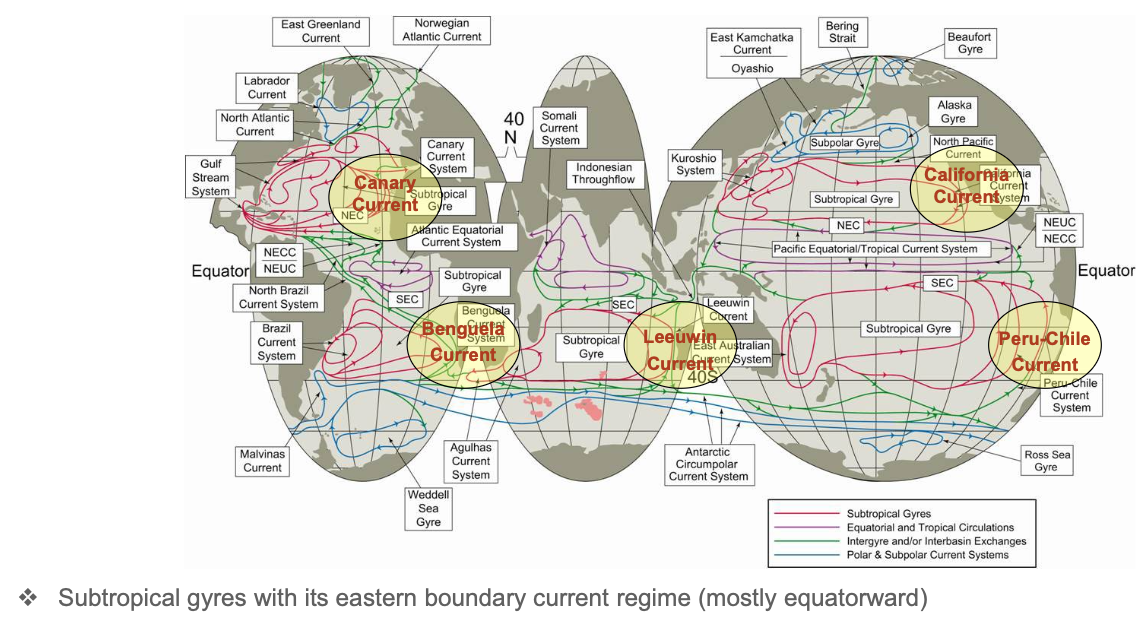 East Greenland
Current
Norwegian
Atlantic Current
Labrador
Current
North Atlantic
Current
Gulf
Stream
System
Canary
Current
System
Canary
Current
Subtropical
Gyre
NEC
Atlantic Equatorial
Current System
NECC
NEUC
Equator
North Brazil
Current System
SEC
Subtropical
Gyre
Brazil
Current
System
Benguela
Current
System
Benguela
Current
Malvinas
Current
Weddell
Sea
Gyre
Agulhas
Current
System
40
N
Somali
Current
System
Indonesian
Throughflow
SEC
Subtropical
Gyre
Leeuwin
Current
Leeuwin
Current
East Australian
Current System
40S
Antarctic
Circumpolar
Current System
East Kamchatka
Current
Oyashio
Bering
Strait
Beaufort
Gyre
Alaska
Gyre
Subpolar Gyre
North Pacific
Current
Kuroshio
System
California
Current
System
California
Current
Subtropical Gyre
NEC
NEUC
NECC
Pacific Equatorial/Tropical Current System
Equator
SEC
Subtropical Gyre
Peru-Chile
Current
Peru-Chile
Current
System
Ross Sea
Gyre
Subtropical Gyres
Equatorial and Tropical Circulations
Intergyre and/or Interbasin Exchanges
Polar & Subpolar Current Systems
❖ Subtropical gyres with its eastern boundary current regime (mostly equatorward)